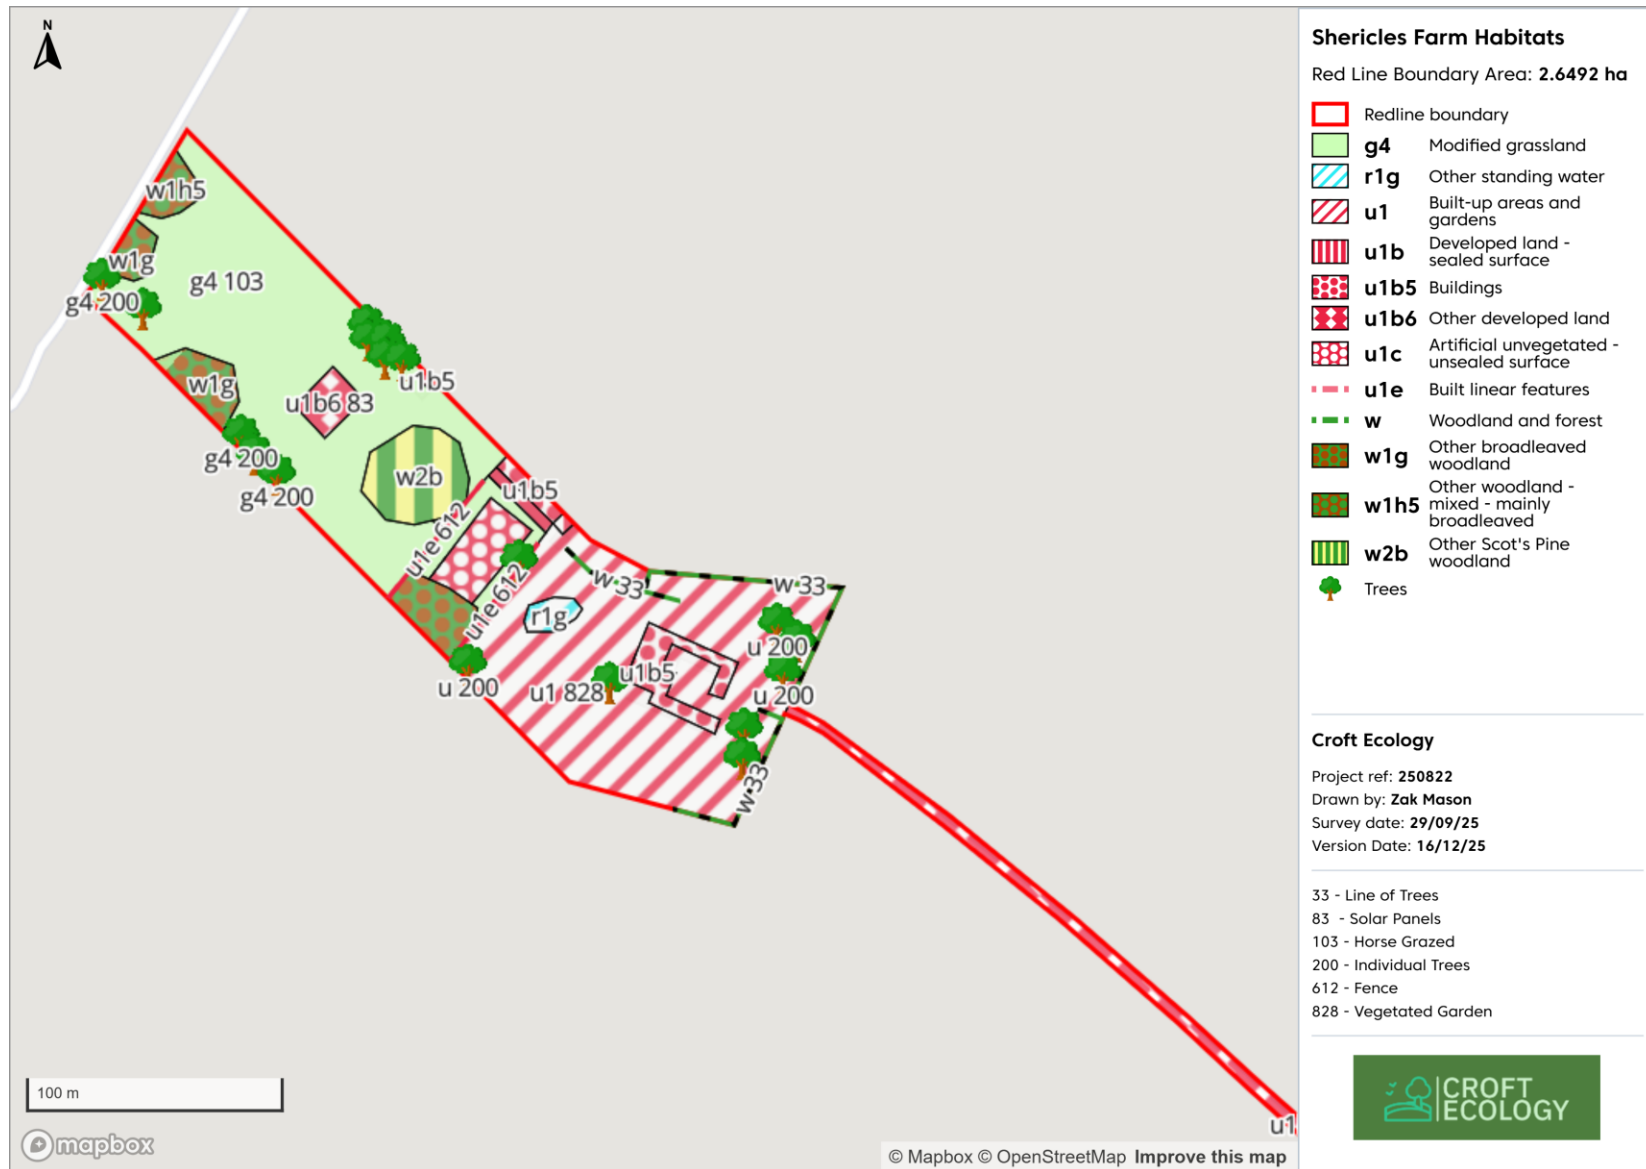 N
w1h5
w1g
g4 200
g4 103
w1g
u1b6 83
u1b5
g4 200
g4 200
w2b
u1b5
u1e 612
u1e 612
r1g
w 33
w 33
u 200
u 200
u 200
u1 828
u1b5
w 33
u1
100 m
mapbox
© Mapbox © OpenStreetMap Improve this map
Shericles Farm Habitats
Red Line Boundary Area: 2.6492 ha
Redline boundary
g4 Modified grassland
r1g Other standing water
u1 Built-up areas and
gardens
u1b Developed land -
sealed surface
u1b5 Buildings
u1b6 Other developed land
u1c Artificial unvegetated -
unsealed surface
u1e Built linear features
w Woodland and forest
w1g Other broadleaved
woodland
w1h5 Other woodland -
mixed - mainly
broadleaved
w2b Other Scot's Pine
woodland
Trees
Croft Ecology
Project ref: 250822
Drawn by: Zak Mason
Survey date: 29/09/25
Version Date: 16/12/25
33 - Line of Trees
83 - Solar Panels
103 - Horse Grazed
200 - Individual Trees
612 - Fence
828 - Vegetated Garden
CROFT
ECOLOGY